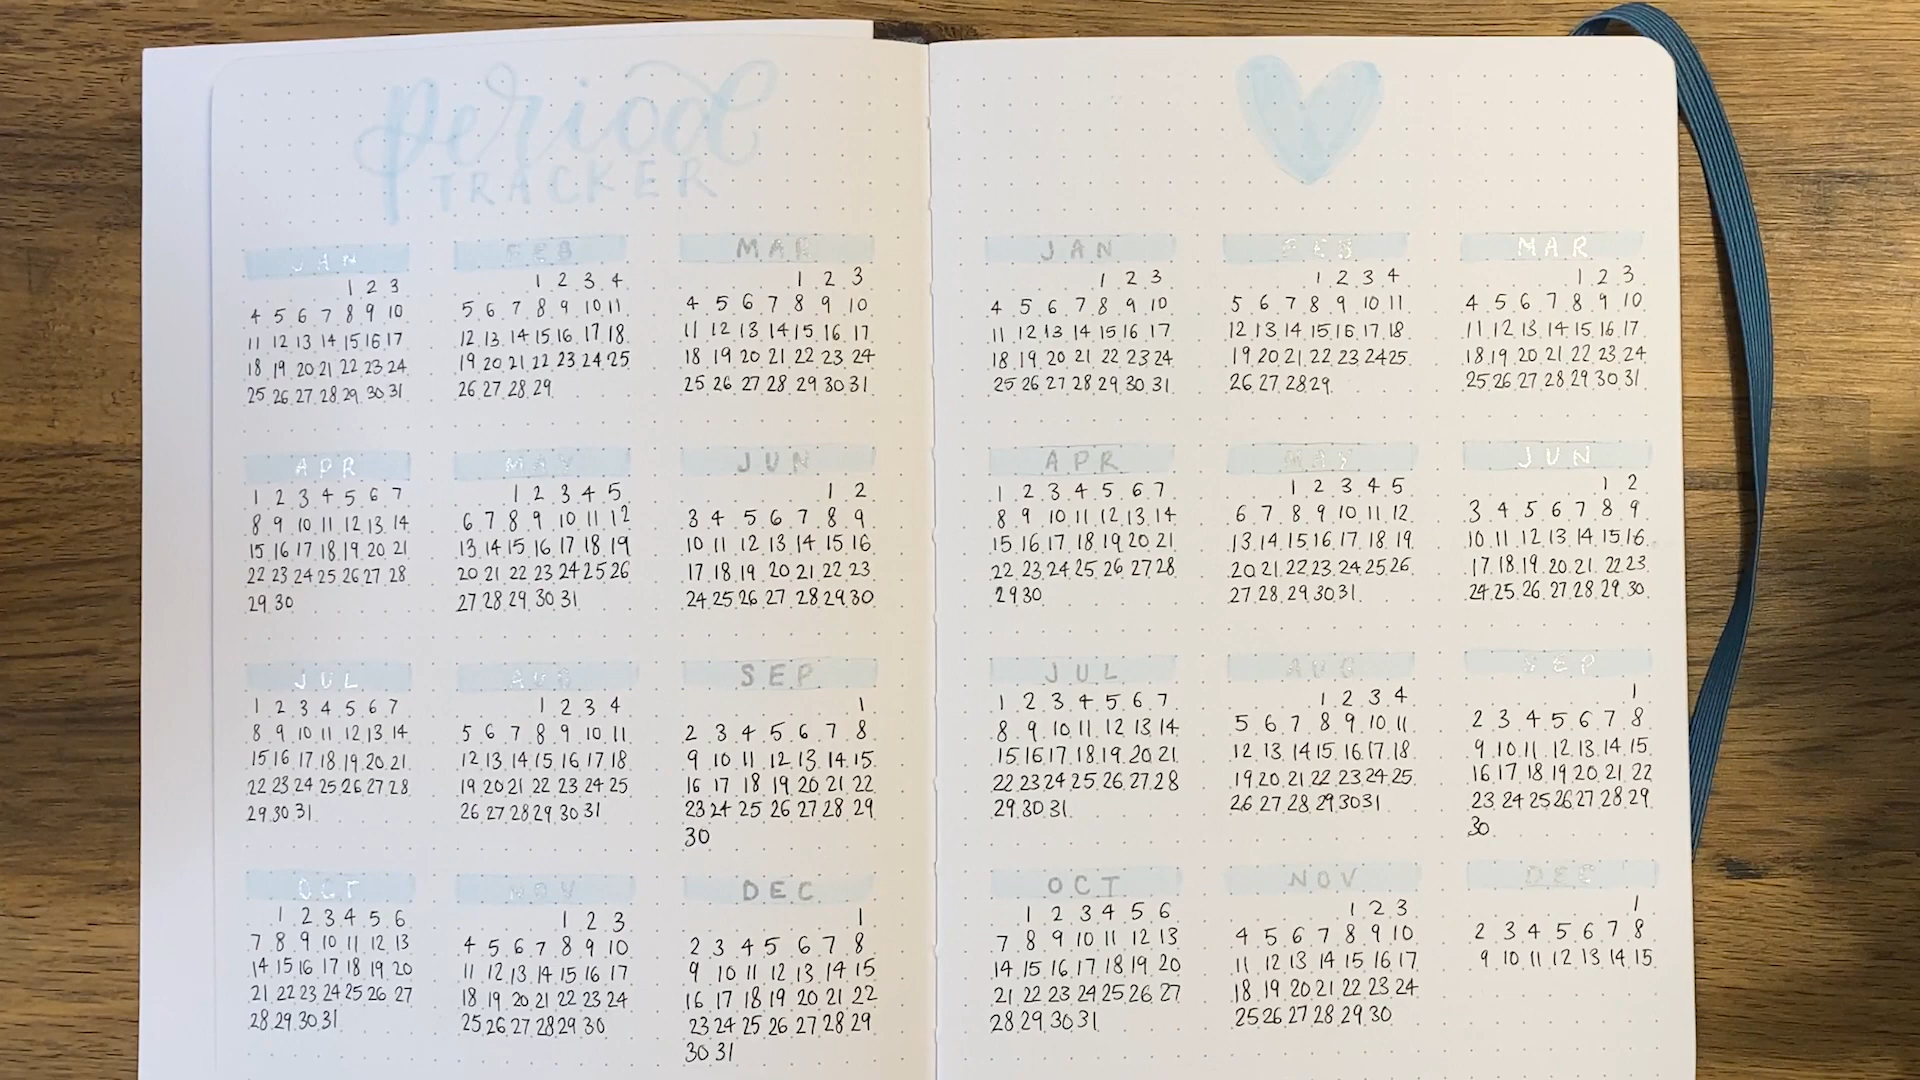 period
TRACKER
JAN
1 2 3
4 5 6 7 8 9 10
11 12 13 14 15 16 17
18 19 20 21 22 23 24
25 26 27 28 29 30 31
FEB
1 2 3 4
5 6 7 8 9 10 11
12 13 14 15 16 17 18
19 20 21 22 23 24 25
26 27 28 29
MAR
1 2 3
4 5 6 7 8 9 10
11 12 13 14 15 16 17
18 19 20 21 22 23 24
25 26 27 28 29 30 31
APR
1 2 3 4 5 6 7
8 9 10 11 12 13 14
15 16 17 18 19 20 21
22 23 24 25 26 27 28
29 30
MAY
1 2 3 4 5
6 7 8 9 10 11 12
13 14 15 16 17 18 19
20 21 22 23 24 25 26
27 28 29 30 31
JUN
1 2
3 4 5 6 7 8 9
10 11 12 13 14 15 16
17 18 19 20 21 22 23
24 25 26 27 28 29 30
JUL
1 2 3 4 5 6 7
8 9 10 11 12 13 14
15 16 17 18 19 20 21
22 23 24 25 26 27 28
29 30 31
AUG
1 2 3 4
5 6 7 8 9 10 11
12 13 14 15 16 17 18
19 20 21 22 23 24 25
26 27 28 29 30 31
SEP
1
2 3 4 5 6 7 8
9 10 11 12 13 14 15
16 17 18 19 20 21 22
23 24 25 26 27 28 29
30
OCT
1 2 3 4 5 6
7 8 9 10 11 12 13
14 15 16 17 18 19 20
21 22 23 24 25 26 27
28 29 30 31
NOV
1 2 3
4 5 6 7 8 9 10
11 12 13 14 15 16 17
18 19 20 21 22 23 24
25 26 27 28 29 30
DEC
1
2 3 4 5 6 7 8
9 10 11 12 13 14 15
16 17 18 19 20 21 22
23 24 25 26 27 28 29
30 31
JAN
1 2 3
4 5 6 7 8 9 10
11 12 13 14 15 16 17
18 19 20 21 22 23 24
25 26 27 28 29 30 31
FEB
1 2 3 4
5 6 7 8 9 10 11
12 13 14 15 16 17 18
19 20 21 22 23 24 25
26 27 28 29
MAR
1 2 3
4 5 6 7 8 9 10
11 12 13 14 15 16 17
18 19 20 21 22 23 24
25 26 27 28 29 30 31
APR
1 2 3 4 5 6 7
8 9 10 11 12 13 14
15 16 17 18 19 20 21
22 23 24 25 26 27 28
29 30
MAY
1 2 3 4 5
6 7 8 9 10 11 12
13 14 15 16 17 18 19
20 21 22 23 24 25 26
27 28 29 30 31
JUN
1 2
3 4 5 6 7 8 9
10 11 12 13 14 15 16
17 18 19 20 21 22 23
24 25 26 27 28 29 30
JUL
1 2 3 4 5 6 7
8 9 10 11 12 13 14
15 16 17 18 19 20 21
22 23 24 25 26 27 28
29 30 31
AUG
1 2 3 4
5 6 7 8 9 10 11
12 13 14 15 16 17 18
19 20 21 22 23 24 25
26 27 28 29 30 31
SEP
1
2 3 4 5 6 7 8
9 10 11 12 13 14 15
16 17 18 19 20 21 22
23 24 25 26 27 28 29
30
OCT
1 2 3 4 5 6
7 8 9 10 11 12 13
14 15 16 17 18 19 20
21 22 23 24 25 26 27
28 29 30 31
NOV
1 2 3
4 5 6 7 8 9 10
11 12 13 14 15 16 17
18 19 20 21 22 23 24
25 26 27 28 29 30
DEC
1
2 3 4 5 6 7 8
9 10 11 12 13 14 15